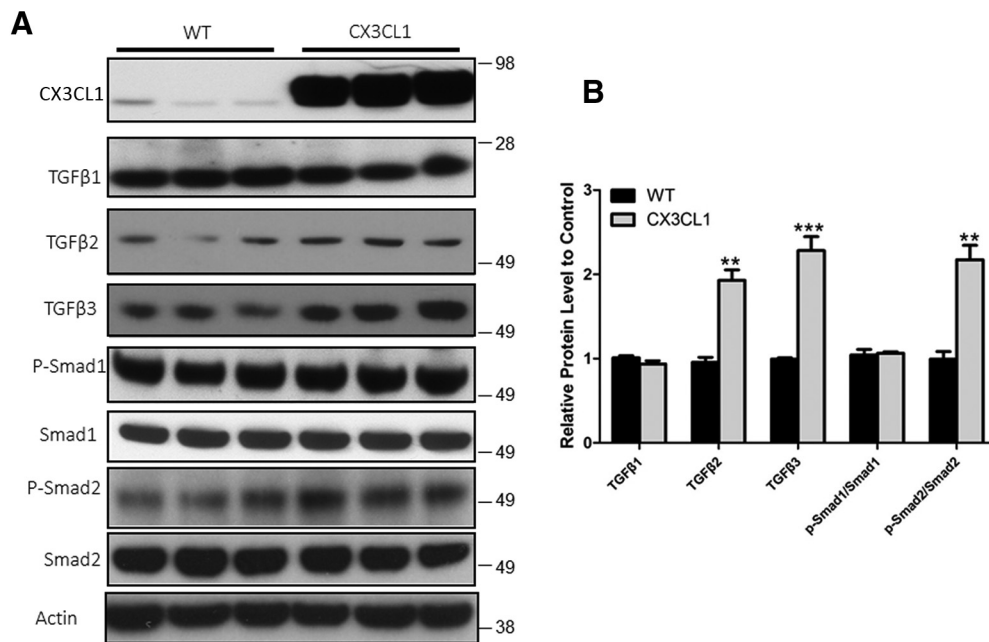 A
WT CX3CL1
CX3CL1
98
TGFβ1
28
TGFβ2
49
TGFβ3
49
P-Smad1
49
Smad1
49
P-Smad2
49
Smad2
49
Actin
38
B
Relative Protein Level to Control
3
2
1
0
WT
CX3CL1
** *** **
TGFβ1
TGFβ2
TGFβ3
p-Smad1/Smad1
p-Smad2/Smad2